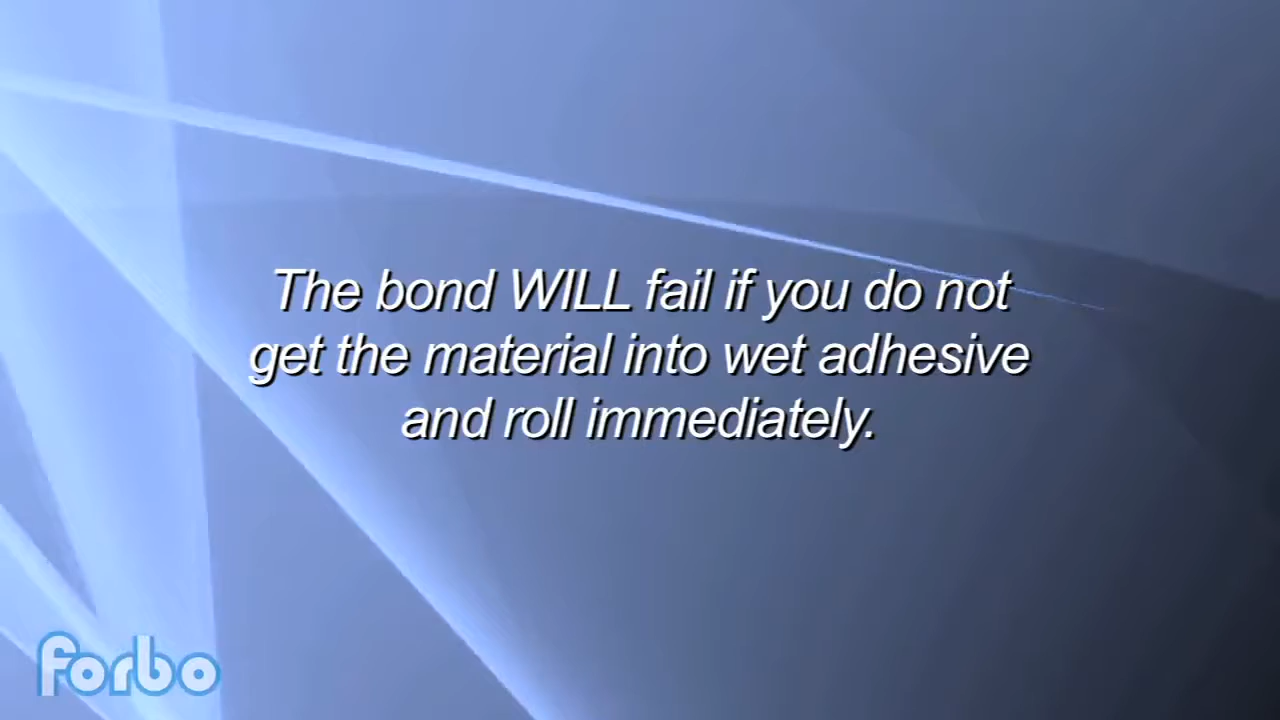 The bond WILL fail if you do not
get the material into wet adhesive
and roll immediately.
forbo